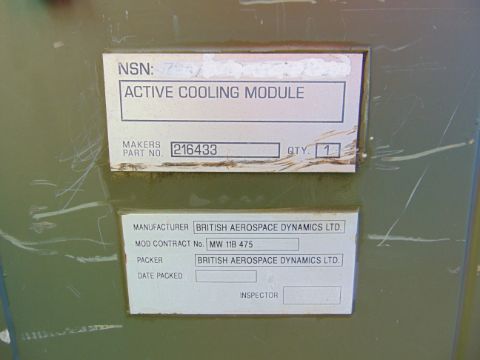 NSN:
ACTIVE COOLING MODULE
MAKERS
PART NO. 216433 QTY. 1
MANUFACTURER BRITISH AEROSPACE DYNAMICS LTD.
MOD CONTRACT No. MW 11B 475
PACKER BRITISH AEROSPACE DYNAMICS LTD.
DATE PACKED
INSPECTOR